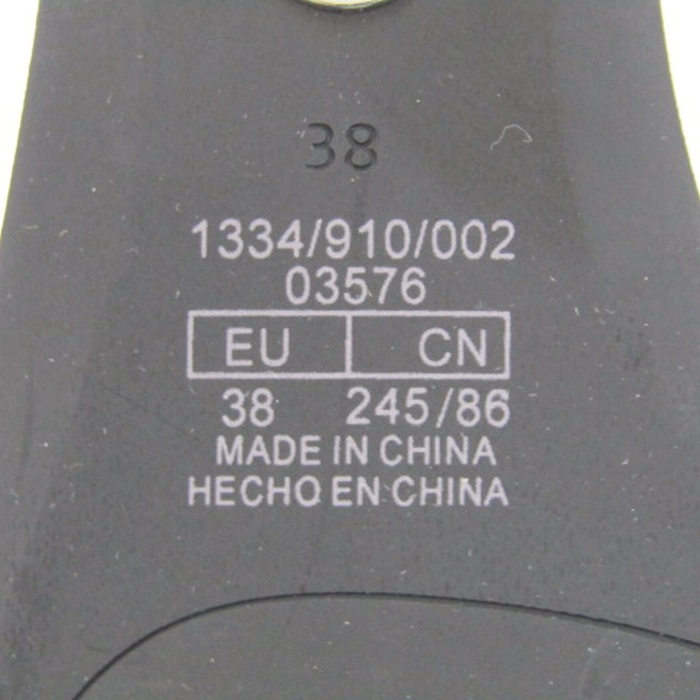 38
1334/910/002
03576
EU CN
38 245/86
MADE IN CHINA
HECHO EN CHINA